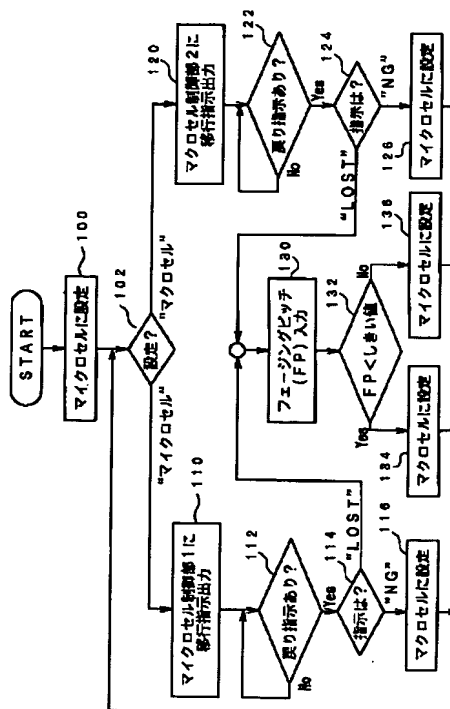 START
100
マイクロセルに設定
102
設定?
"マイクロセル"
"マクロセル"
110
マイクロセル制御部1に
移行指示出力
120
マクロセル制御部2に
移行指示出力
112
戻り指示あり?
No
Yes
122
戻り指示あり?
No
Yes
114
指示は?
"LOST"
"NG"
124
指示は?
"LOST"
"NG"
130
フェージングピッチ
(FP)入力
132
FP<しきい値
Yes
No
116
マクロセルに設定
134
マクロセルに設定
136
マイクロセルに設定
126
マイクロセルに設定